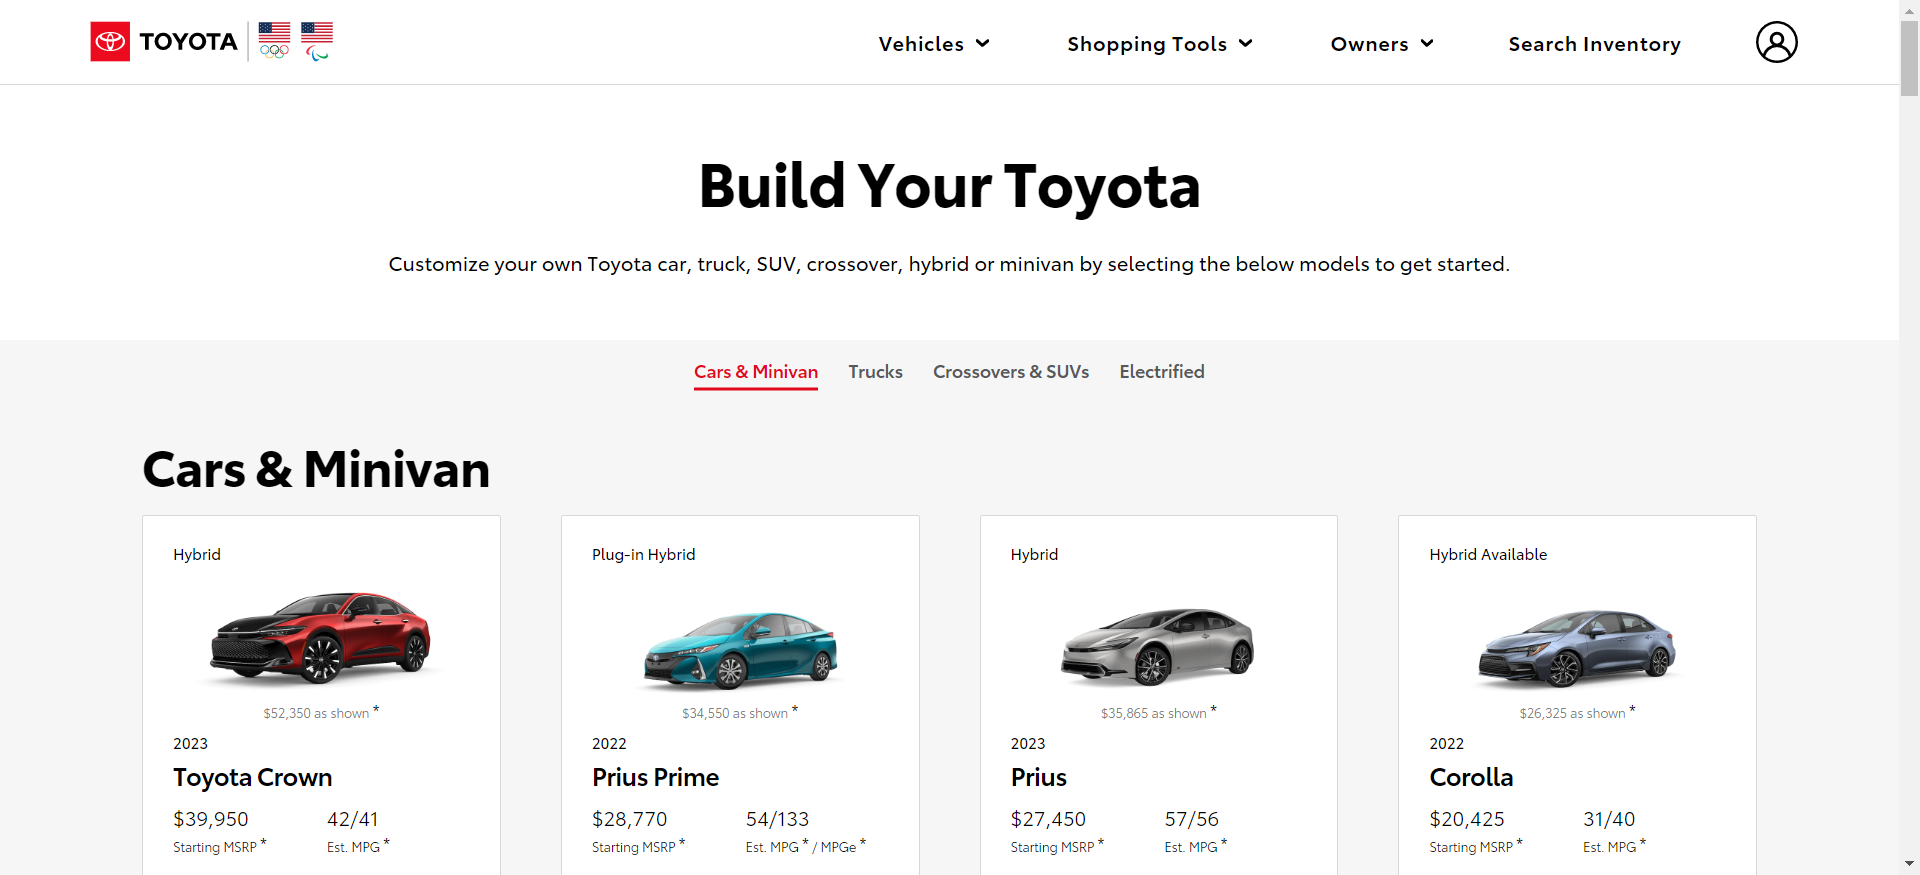 TOYOTA
Vehicles
Shopping Tools
Owners
Search Inventory
Build Your Toyota
Customize your own Toyota car, truck, SUV, crossover, hybrid or minivan by selecting the below models to get started.
Cars & Minivan
Trucks
Crossovers & SUVs
Electrified
Cars & Minivan
Hybrid
$52,350 as shown *
2023
Toyota Crown
$39,950
42/41
Starting MSRP *
Est. MPG *
Plug-in Hybrid
$34,550 as shown *
2022
Prius Prime
$28,770
54/133
Starting MSRP *
Est. MPG * / MPGe *
Hybrid
$35,865 as shown *
2023
Prius
$27,450
57/56
Starting MSRP *
Est. MPG *
Hybrid Available
$26,325 as shown *
2022
Corolla
$20,425
31/40
Starting MSRP *
Est. MPG *